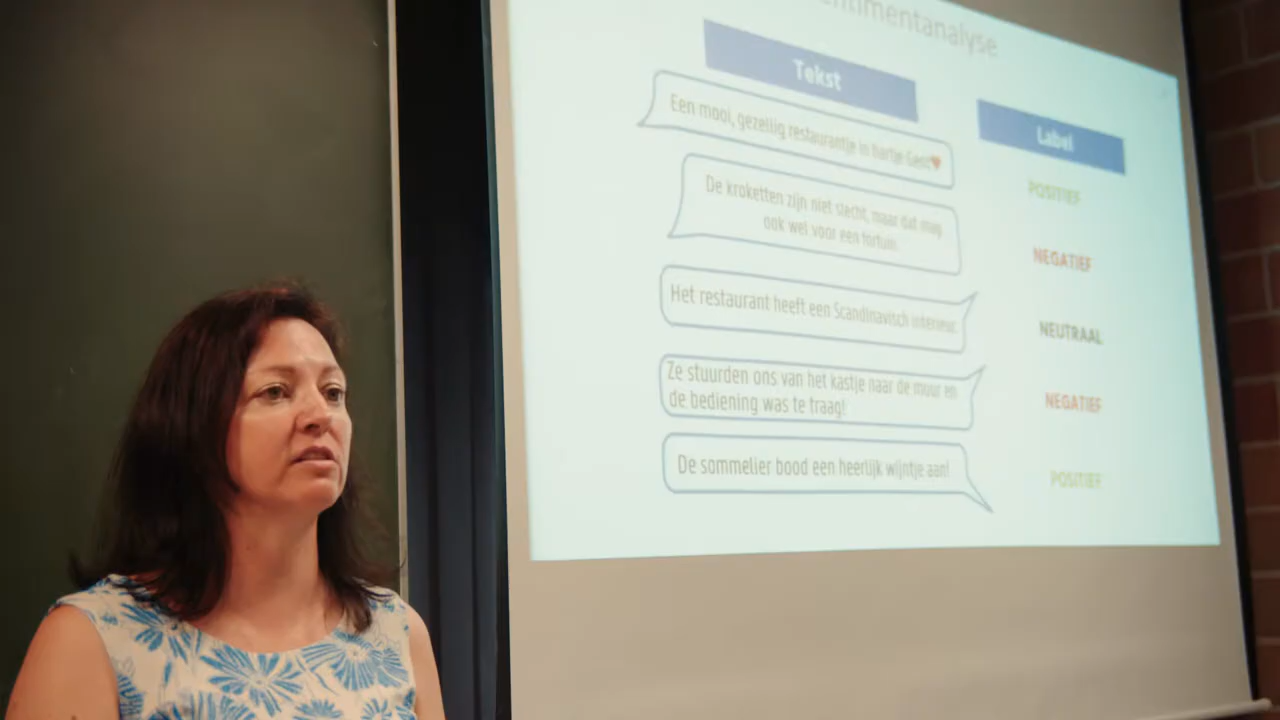 entimentanalyse
Tekst
Label
Een mooi, gezellig restaurantje in hartje Gent
POSITIEF
De kroketten zijn niet slecht, maar dat mag
ook wel voor een fortuin.
NEGATIEF
Het restaurant heeft een Scandinavisch interieur.
NEUTRAAL
Ze stuurden ons van het kastje naar de muur en
de bediening was te traag!
NEGATIEF
De sommelier bood een heerlijk wijntje aan!
POSITIEF